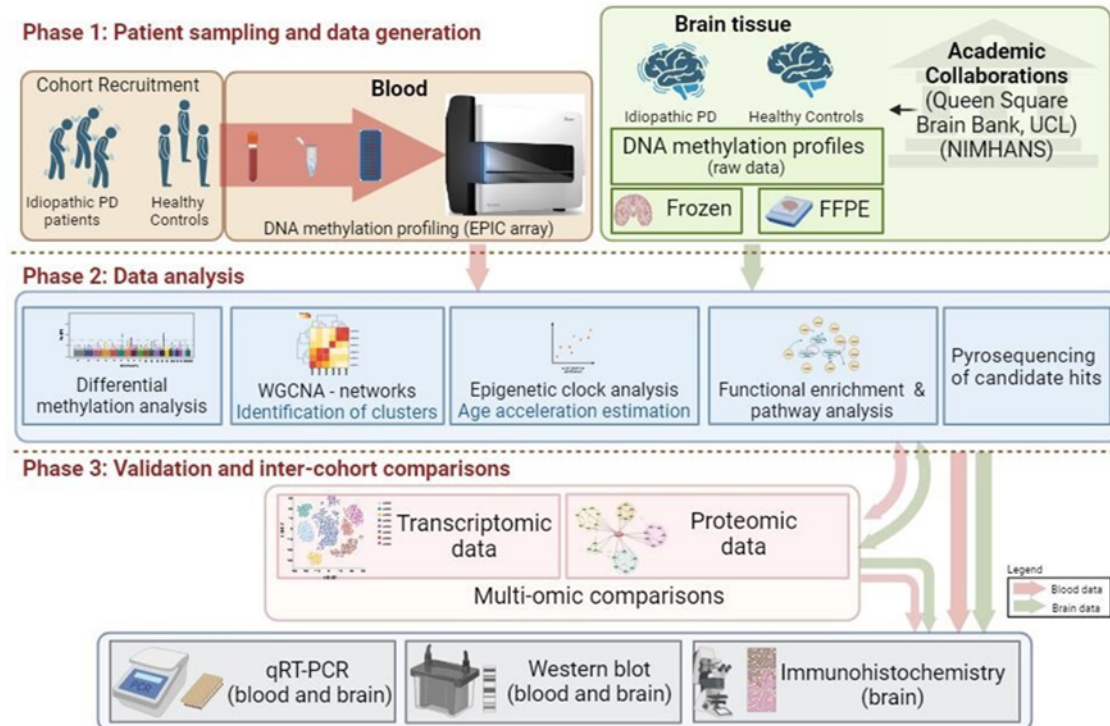 Phase 1: Patient sampling and data generation
Cohort Recruitment
Idiopathic PD
patients
Healthy
Controls
Blood
DNA methylation profiling (EPIC array)
Brain tissue
Idiopathic PD
Healthy Controls
DNA methylation profiles
(raw data)
Frozen
FFPE
Academic
Collaborations
(Queen Square
Brain Bank, UCL)
(NIMHANS)
Phase 2: Data analysis
Differential
methylation analysis
WGCNA - networks
Identification of clusters
Epigenetic clock analysis
Age acceleration estimation
Functional enrichment &
pathway analysis
Pyrosequencing
of candidate hits
Phase 3: Validation and inter-cohort comparisons
Transcriptomic
data
Proteomic
data
Multi-omic comparisons
Legend
Blood data
Brain data
PCR
qRT-PCR
(blood and brain)
Western blot
(blood and brain)
Immunohistochemistry
(brain)